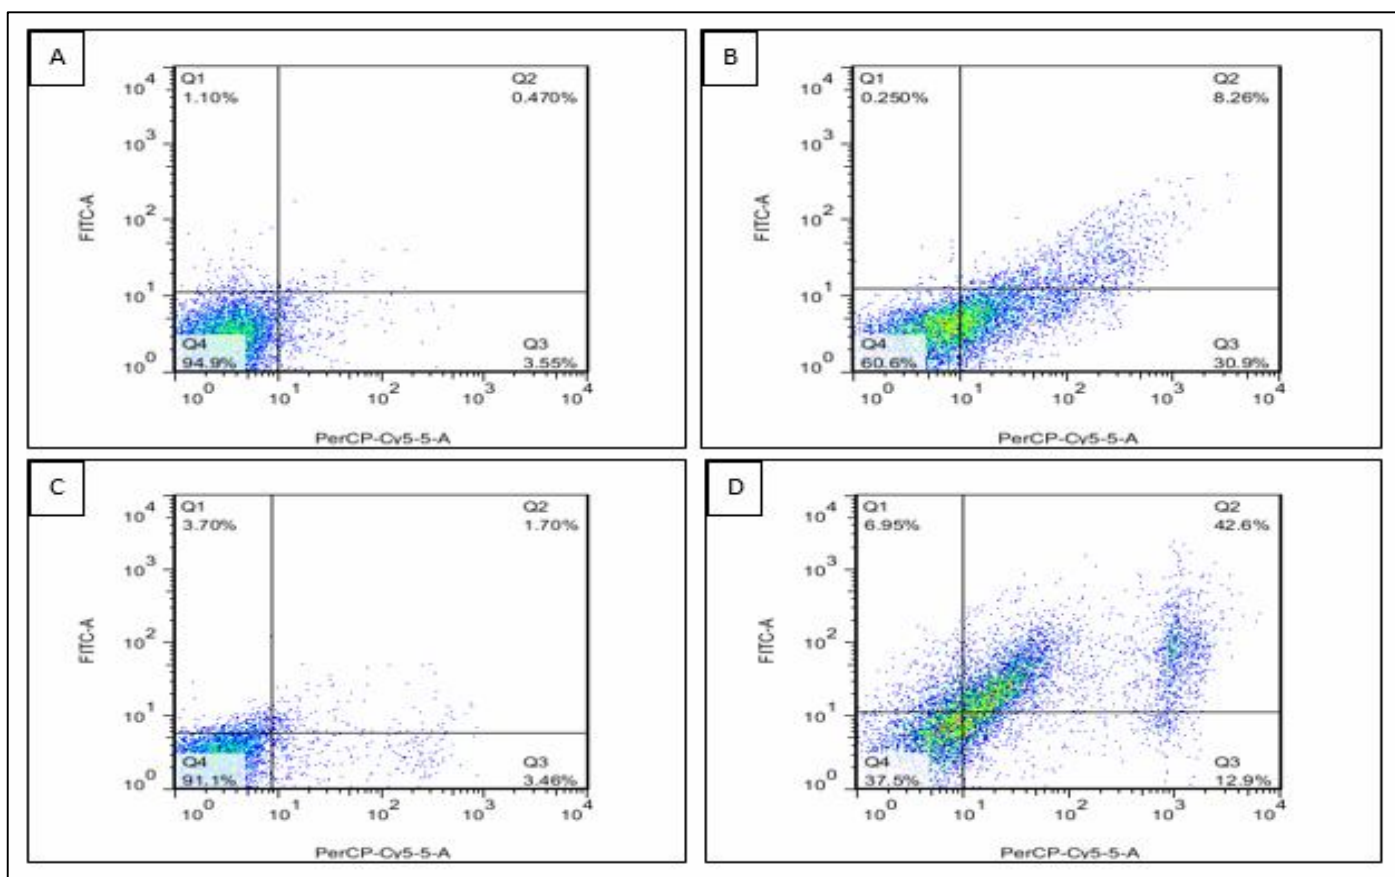 A
Q1
1.10%
Q2
0.470%
Q4
94.9%
Q3
3.55%
10^4
10^3
10^2
10^1
10^0
FITC-A
10^0 10^1 10^2 10^3 10^4
PerCP-Cy5-5-A
B
Q1
0.250%
Q2
8.26%
Q4
60.6%
Q3
30.9%
10^4
10^3
10^2
10^1
10^0
FITC-A
10^0 10^1 10^2 10^3 10^4
PerCP-Cy5-5-A
C
Q1
3.70%
Q2
1.70%
Q4
91.1%
Q3
3.46%
10^4
10^3
10^2
10^1
10^0
FITC-A
10^0 10^1 10^2 10^3 10^4
PerCP-Cy5-5-A
D
Q1
6.95%
Q2
42.6%
Q4
37.5%
Q3
12.9%
10^4
10^3
10^2
10^1
10^0
FITC-A
10^0 10^1 10^2 10^3 10^4
PerCP-Cy5-5-A